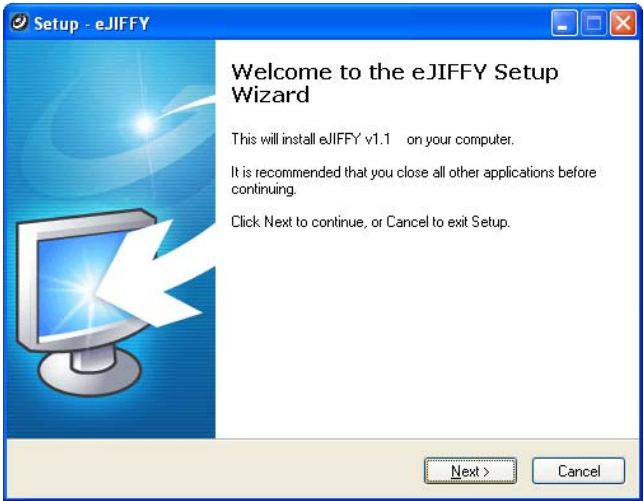 Setup - eJIFFY
Welcome to the eJIFFY Setup
Wizard
This will install eJIFFY v1.1 on your computer.
It is recommended that you close all other applications before
continuing.
Click Next to continue, or Cancel to exit Setup.
Next >
Cancel